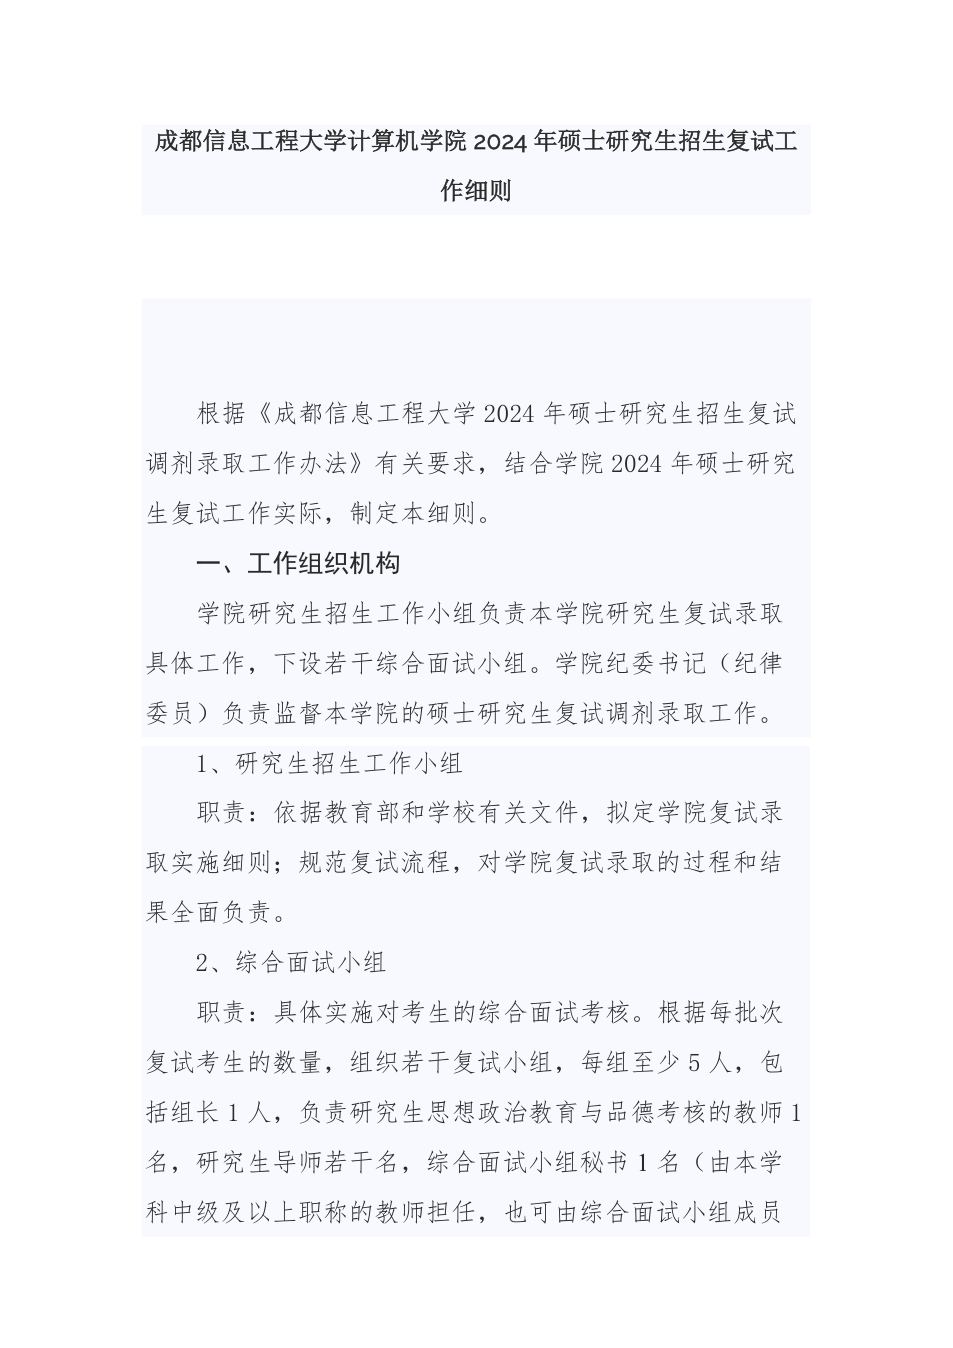 成都信息工程大学计算机学院 2024 年硕士研究生招生复试工
作细则
根据《成都信息工程大学 2024 年硕士研究生招生复试
调剂录取工作办法》有关要求，结合学院 2024 年硕士研究
生复试工作实际，制定本细则。
一、工作组织机构
学院研究生招生工作小组负责本学院研究生复试录取
具体工作，下设若干综合面试小组。学院纪委书记（纪律
委员）负责监督本学院的硕士研究生复试调剂录取工作。
1、研究生招生工作小组
职责：依据教育部和学校有关文件，拟定学院复试录
取实施细则；规范复试流程，对学院复试录取的过程和结
果全面负责。
2、综合面试小组
职责：具体实施对考生的综合面试考核。根据每批次
复试考生的数量，组织若干复试小组，每组至少 5 人，包
括组长 1 人，负责研究生思想政治教育与品德考核的教师 1
名，研究生导师若干名，综合面试小组秘书 1 名（由本学
科中级及以上职称的教师担任，也可由综合面试小组成员